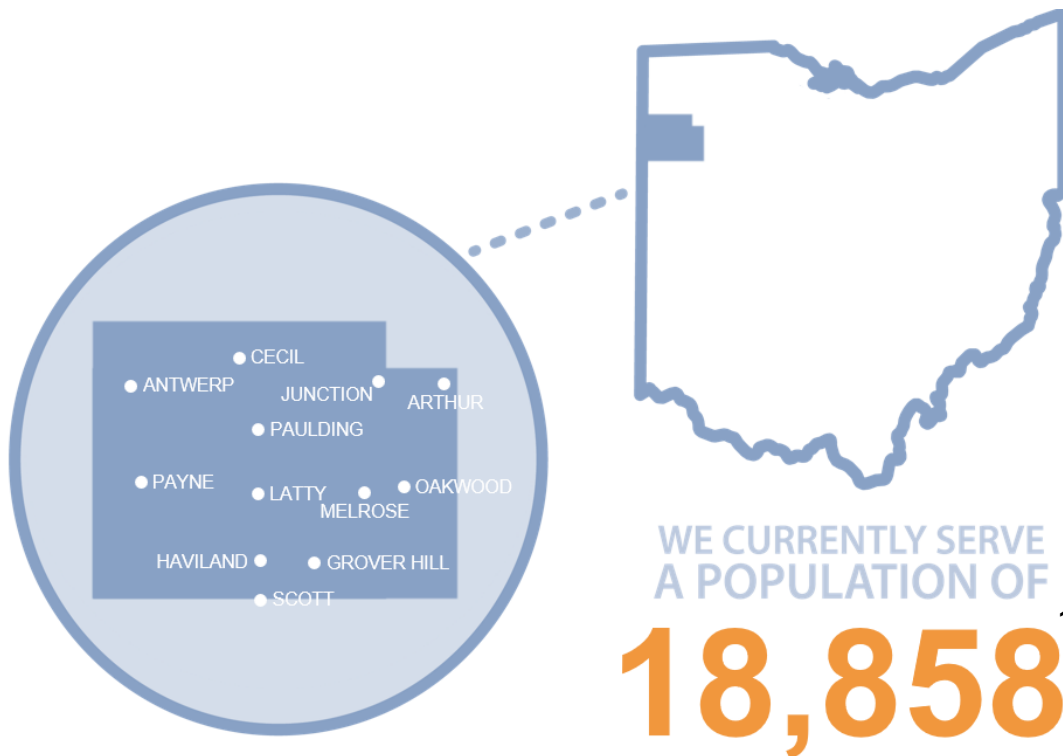 CECIL
ANTWERP
JUNCTION
ARTHUR
PAULDING
PAYNE
LATTY
OAKWOOD
MELROSE
HAVILAND
GROVER HILL
SCOTT
WE CURRENTLY SERVE
A POPULATION OF
18,858